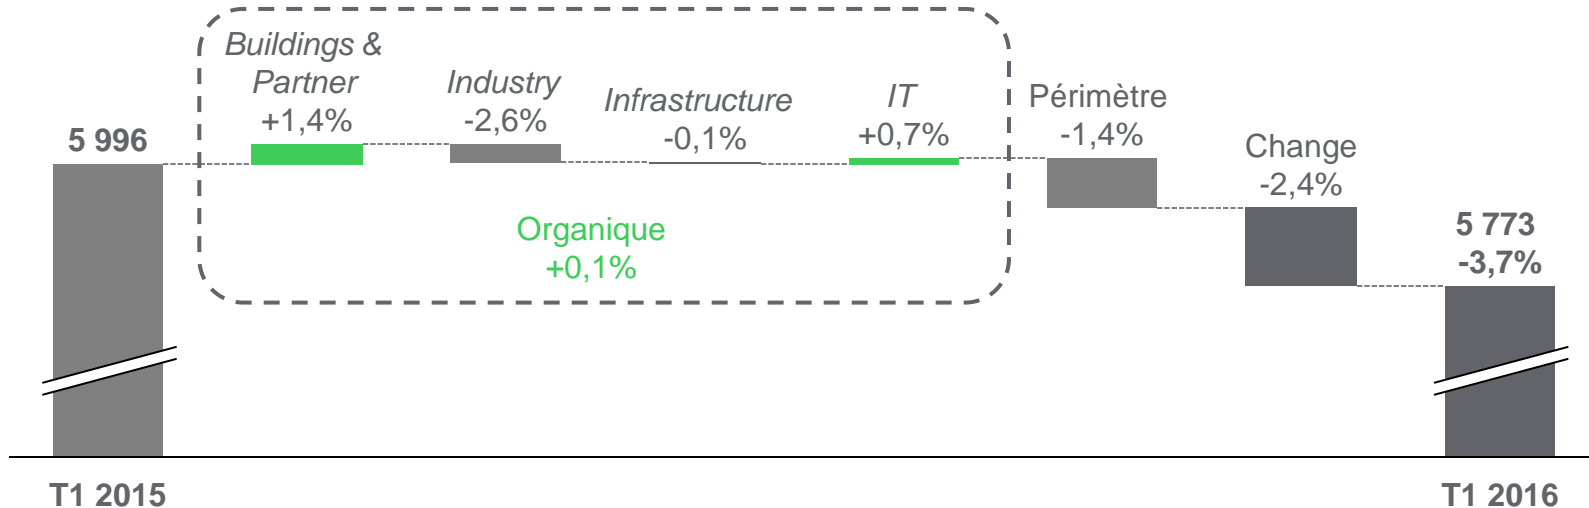 5 996
Buildings &
Partner
+1,4%
Industry
-2,6%
Infrastructure
-0,1%
IT
+0,7%
Organique
+0,1%
Périmètre
-1,4%
Change
-2,4%
5 773
-3,7%
T1 2015
T1 2016